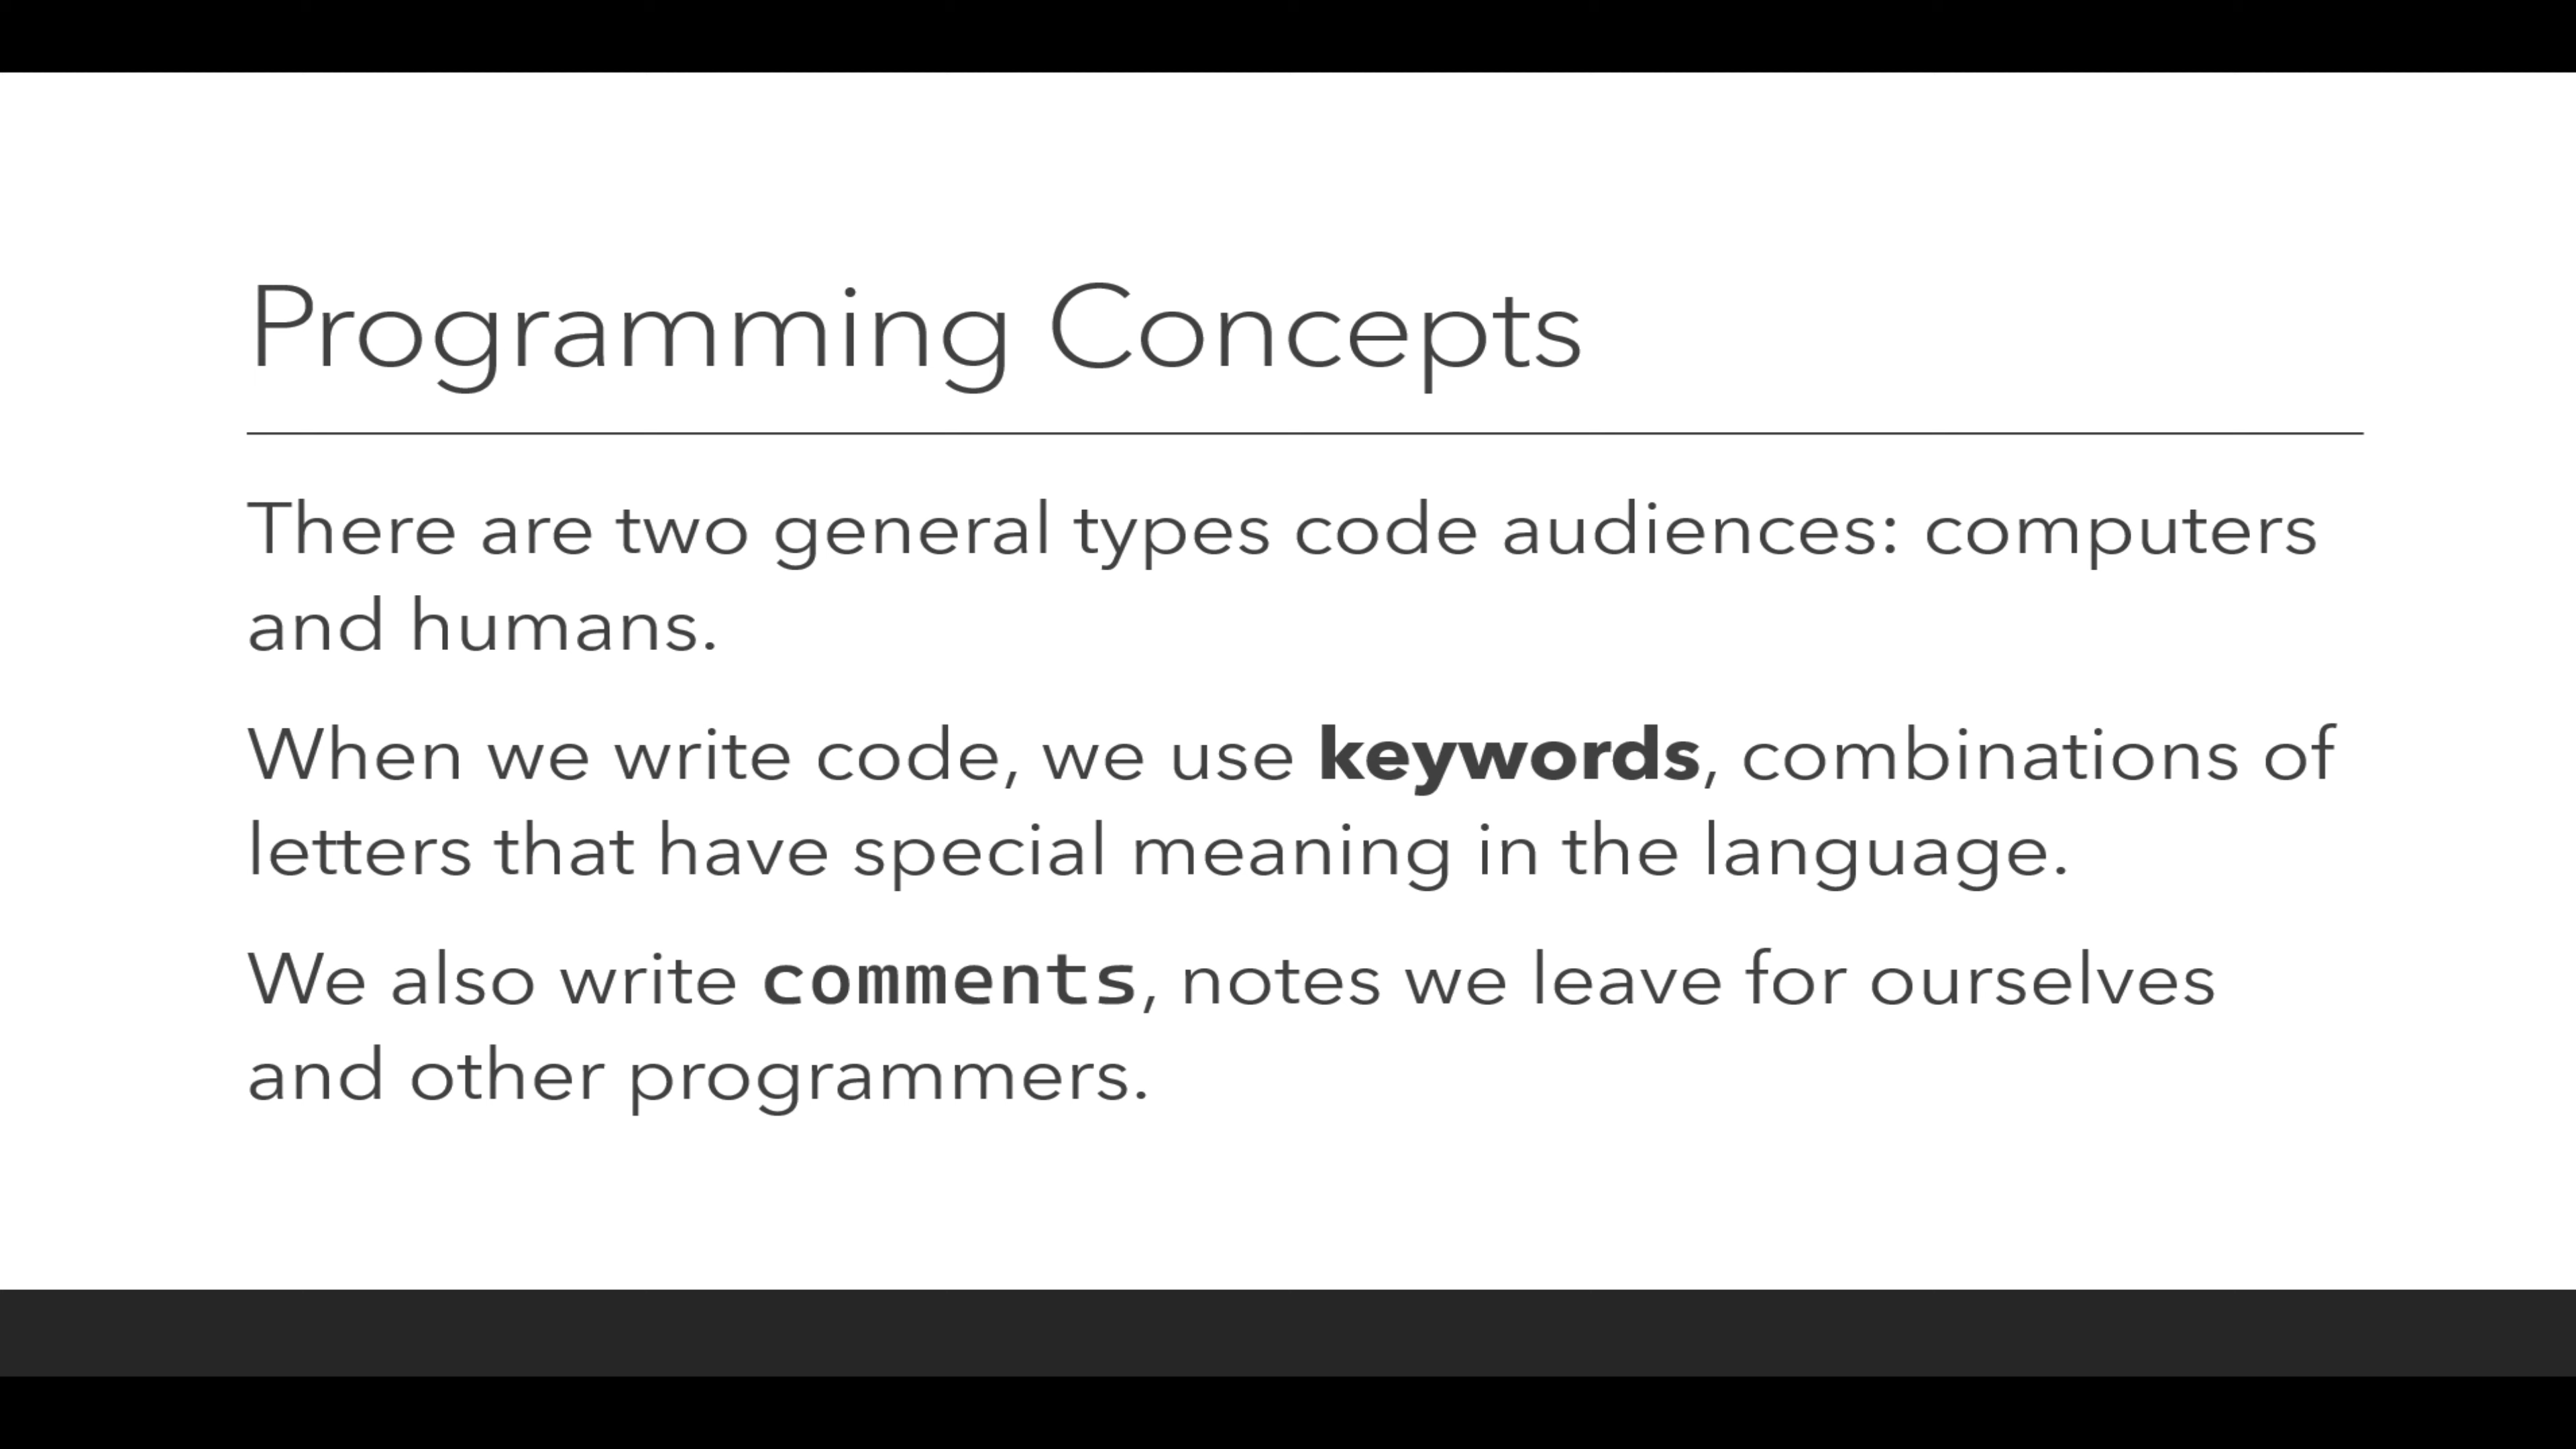 Programming Concepts
There are two general types code audiences: computers
and humans.
When we write code, we use keywords, combinations of
letters that have special meaning in the language.
We also write comments, notes we leave for ourselves
and other programmers.